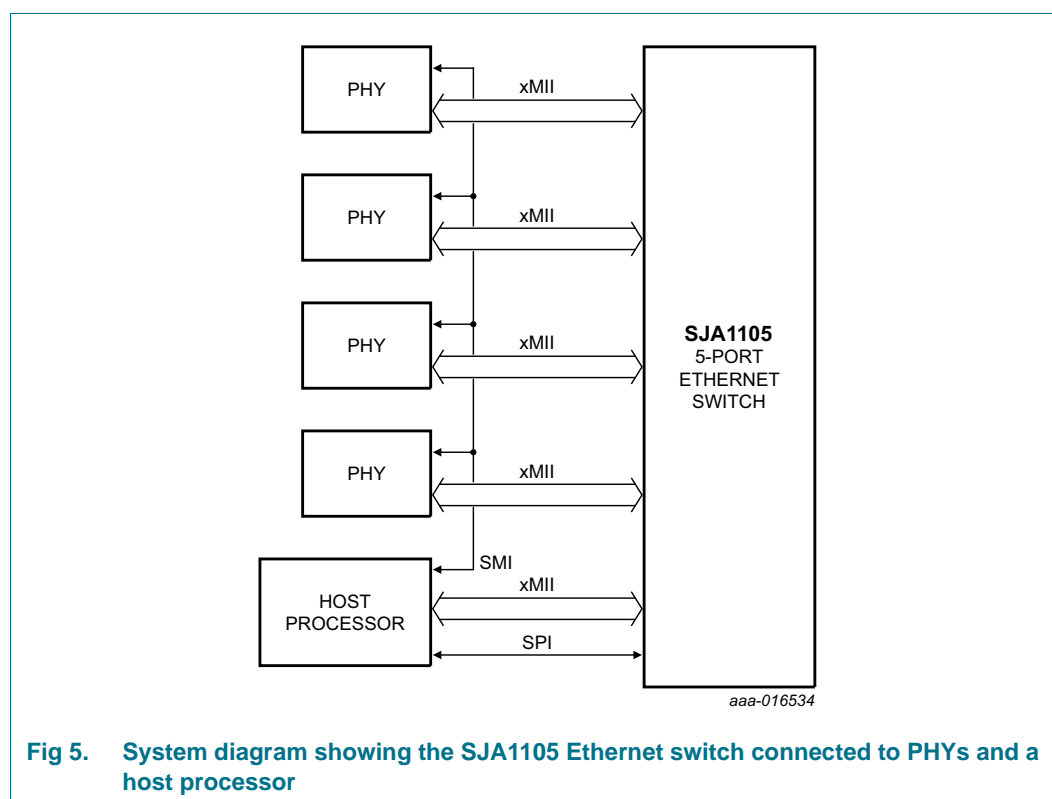 PHY
xMII
PHY
xMII
PHY
xMII
PHY
xMII
SJA1105
5-PORT
ETHERNET
SWITCH
HOST
PROCESSOR
SMI
xMII
SPI
aaa-016534
Fig 5. System diagram showing the SJA1105 Ethernet switch connected to PHYs and a
host processor